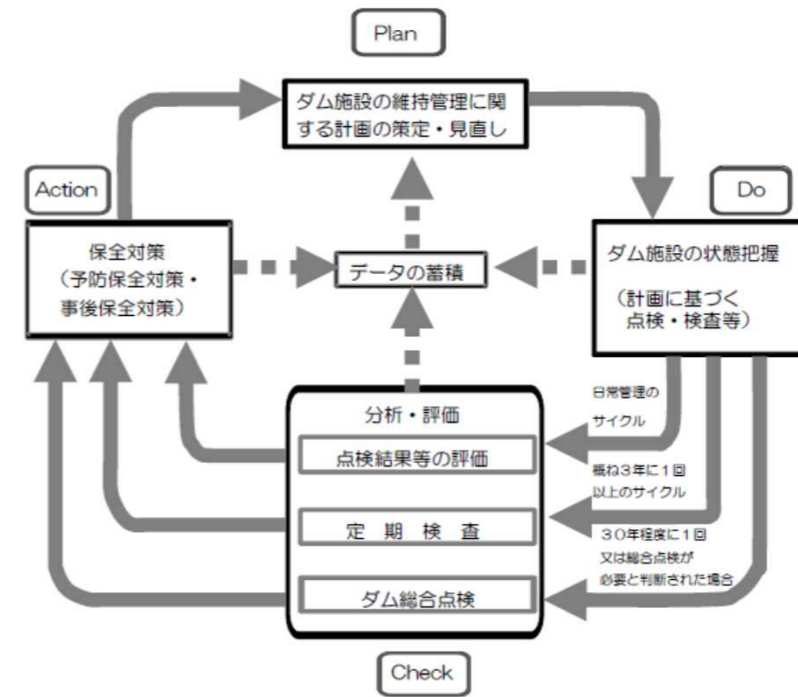 Plan
ダム施設の維持管理に関
する計画の策定・見直し
Action
Do
保全対策
（予防保全対策・
事後保全対策）
データの蓄積
ダム施設の状態把握
（計画に基づく
点検・検査等）
日常管理の
サイクル
分析・評価
点検結果等の評価
概ね３年に１回
以上のサイクル
定期検査
３０年程度に１回
又は総合点検が
必要と判断された場合
ダム総合点検
Check